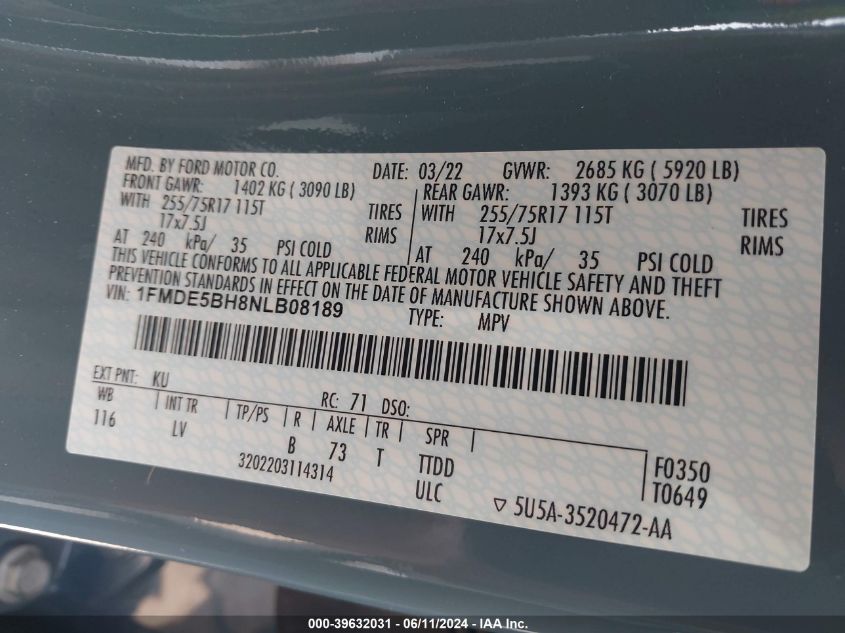 MFD. BY FORD MOTOR CO. DATE: 03/22 GVWR: 2685 KG ( 5920 LB)
FRONT GAWR: 1402 KG ( 3090 LB) REAR GAWR: 1393 KG ( 3070 LB)
WITH 255/75R17 115T TIRES WITH 255/75R17 115T TIRES
17x7.5J RIMS 17x7.5J RIMS
AT 240 kPa/ 35 PSI COLD AT 240 kPa/ 35 PSI COLD
THIS VEHICLE CONFORMS TO ALL APPLICABLE FEDERAL MOTOR VEHICLE SAFETY AND THEFT
PREVENTION STANDARDS IN EFFECT ON THE DATE OF MANUFACTURE SHOWN ABOVE.
VIN: 1FMDE5BH8NLB08189 TYPE: MPV
EXT PNT: KU RC: 71 DSO:
WB INT TR TP/PS R AXLE TR SPR
116 LV B 73 T TTDD F0350
3202203114314 ULC T0649
▽ 5U5A-3520472-AA
000-39632031 - 06/11/2024 - IAA Inc.